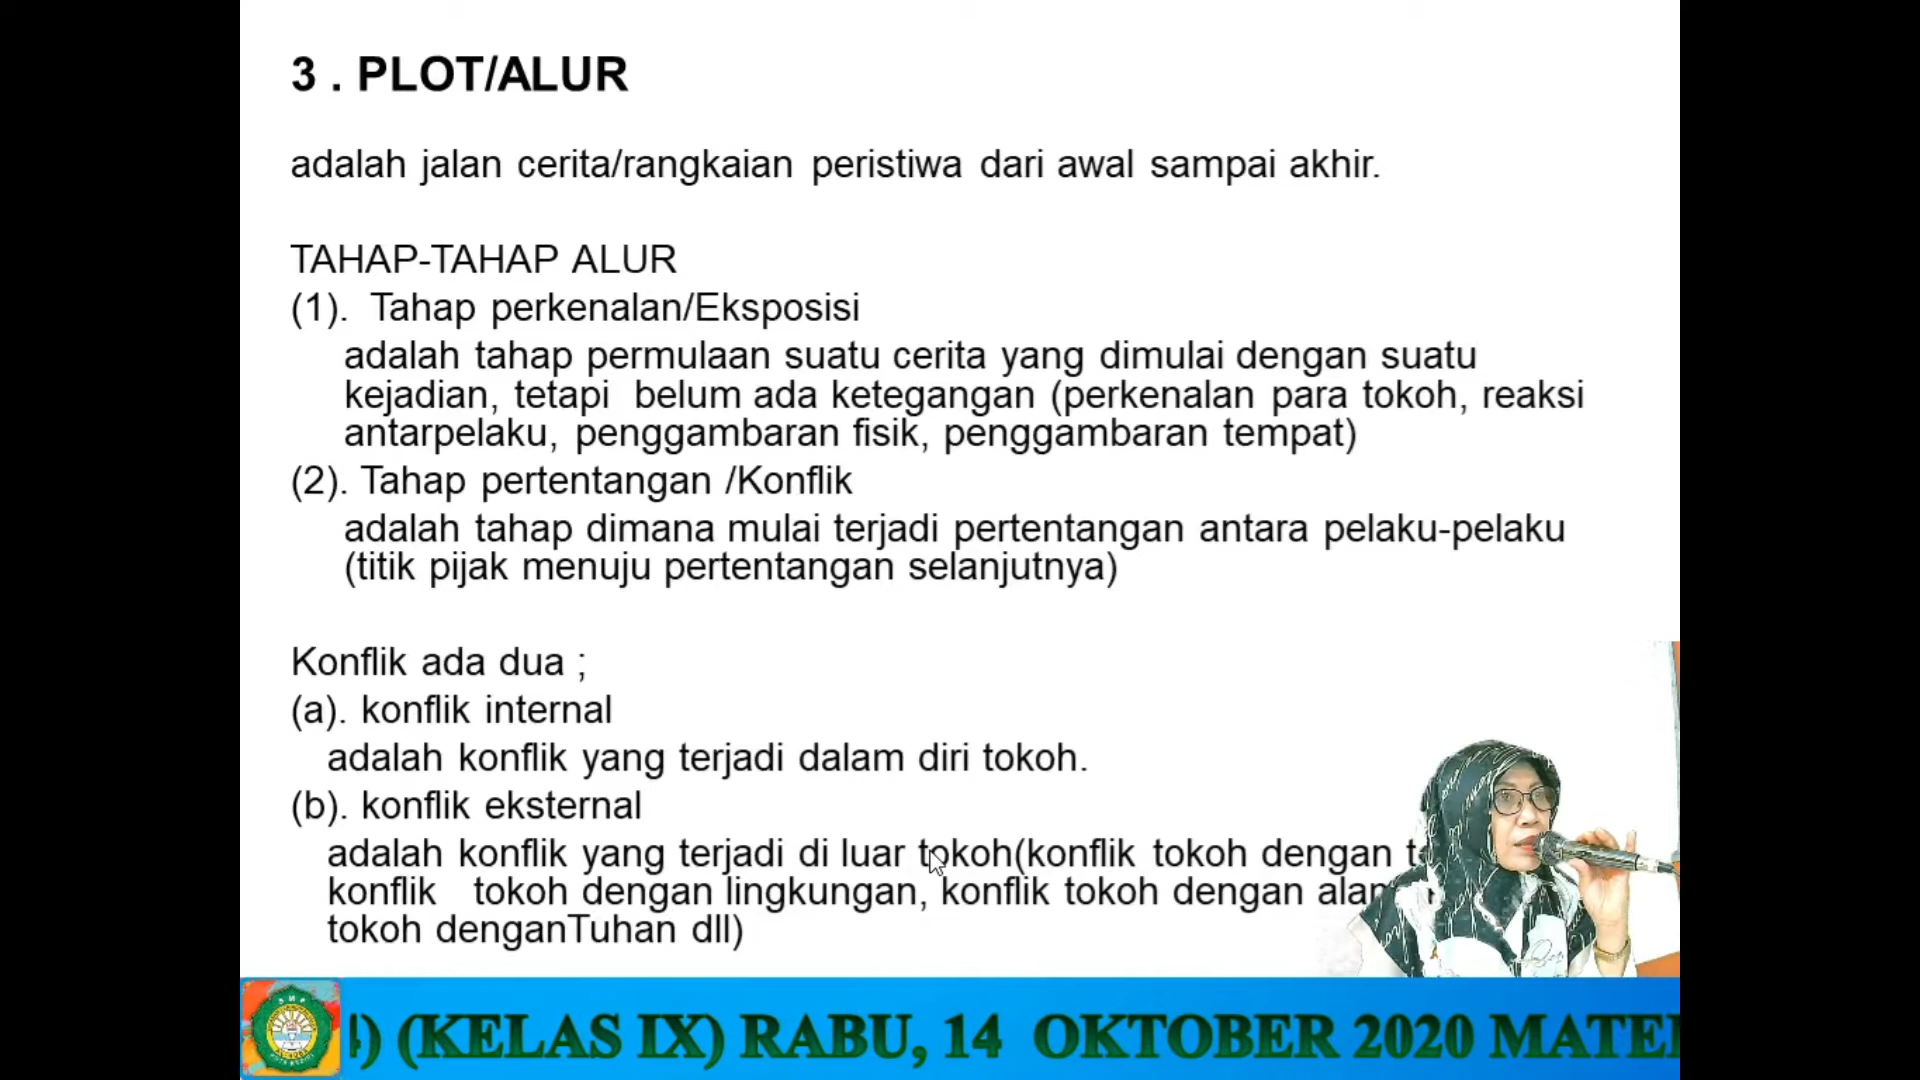 3 . PLOT/ALUR
adalah jalan cerita/rangkaian peristiwa dari awal sampai akhir.
TAHAP-TAHAP ALUR
(1). Tahap perkenalan/Eksposisi
adalah tahap permulaan suatu cerita yang dimulai dengan suatu
kejadian, tetapi belum ada ketegangan (perkenalan para tokoh, reaksi
antarpelaku, penggambaran fisik, penggambaran tempat)
(2). Tahap pertentangan /Konflik
adalah tahap dimana mulai terjadi pertentangan antara pelaku-pelaku
(titik pijak menuju pertentangan selanjutnya)
Konflik ada dua ;
(a). konflik internal
adalah konflik yang terjadi dalam diri tokoh.
(b). konflik eksternal
adalah konflik yang terjadi di luar tokoh(konflik tokoh dengan
konflik tokoh dengan lingkungan, konflik tokoh dengan
tokoh denganTuhan dll)
) (KELAS IX) RABU, 14 OKTOBER 2020
SMP